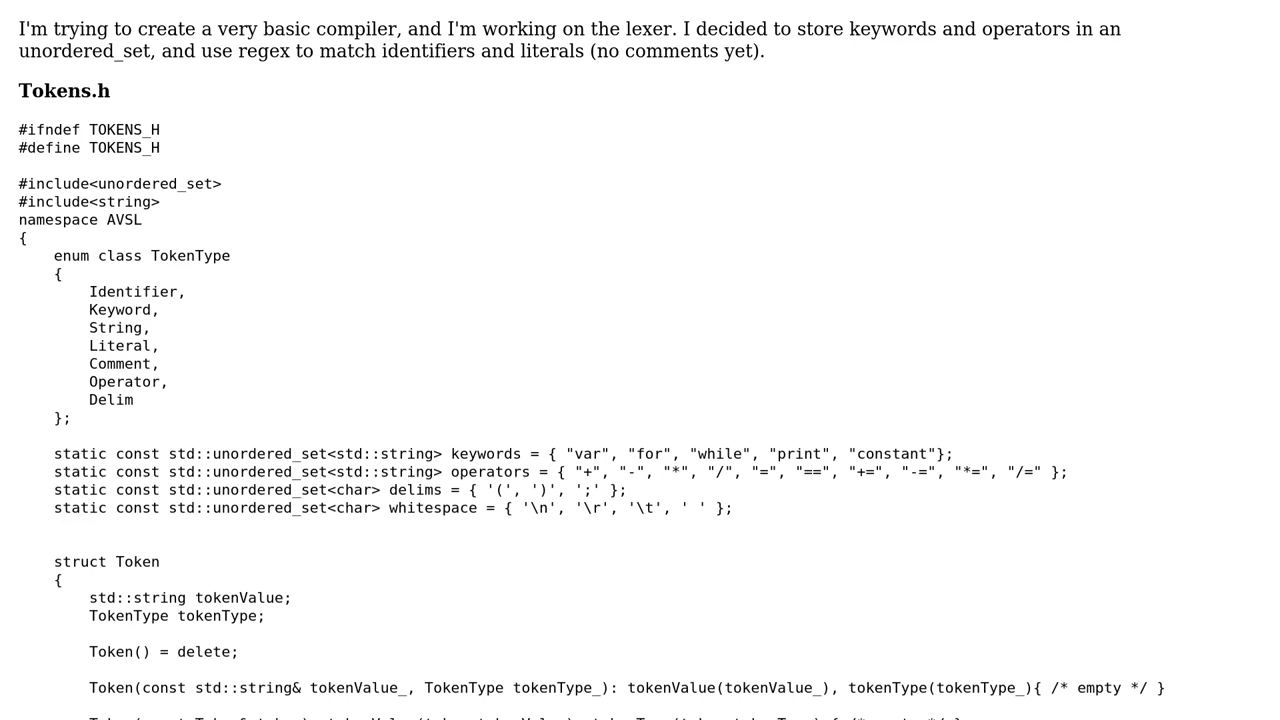 I'm trying to create a very basic compiler, and I'm working on the lexer. I decided to store keywords and operators in an
unordered_set, and use regex to match identifiers and literals (no comments yet).
Tokens.h
#ifndef TOKENS_H
#define TOKENS_H
#include<unordered_set>
#include<string>
namespace AVSL
{
    enum class TokenType
    {
        Identifier,
        Keyword,
        String,
        Literal,
        Comment,
        Operator,
        Delim
    };
    static const std::unordered_set<std::string> keywords = { "var", "for", "while", "print", "constant"};
    static const std::unordered_set<std::string> operators = { "+", "-", "*", "/", "=", "==", "+=", "-=", "*=", "/=" };
    static const std::unordered_set<char> delims = { '(', ')', ';' };
    static const std::unordered_set<char> whitespace = { '\n', '\r', '\t', ' ' };
    struct Token
    {
        std::string tokenValue;
        TokenType tokenType;
        Token() = delete;
        Token(const std::string& tokenValue_, TokenType tokenType_): tokenValue(tokenValue_), tokenType(tokenType_){ /* empty */ }